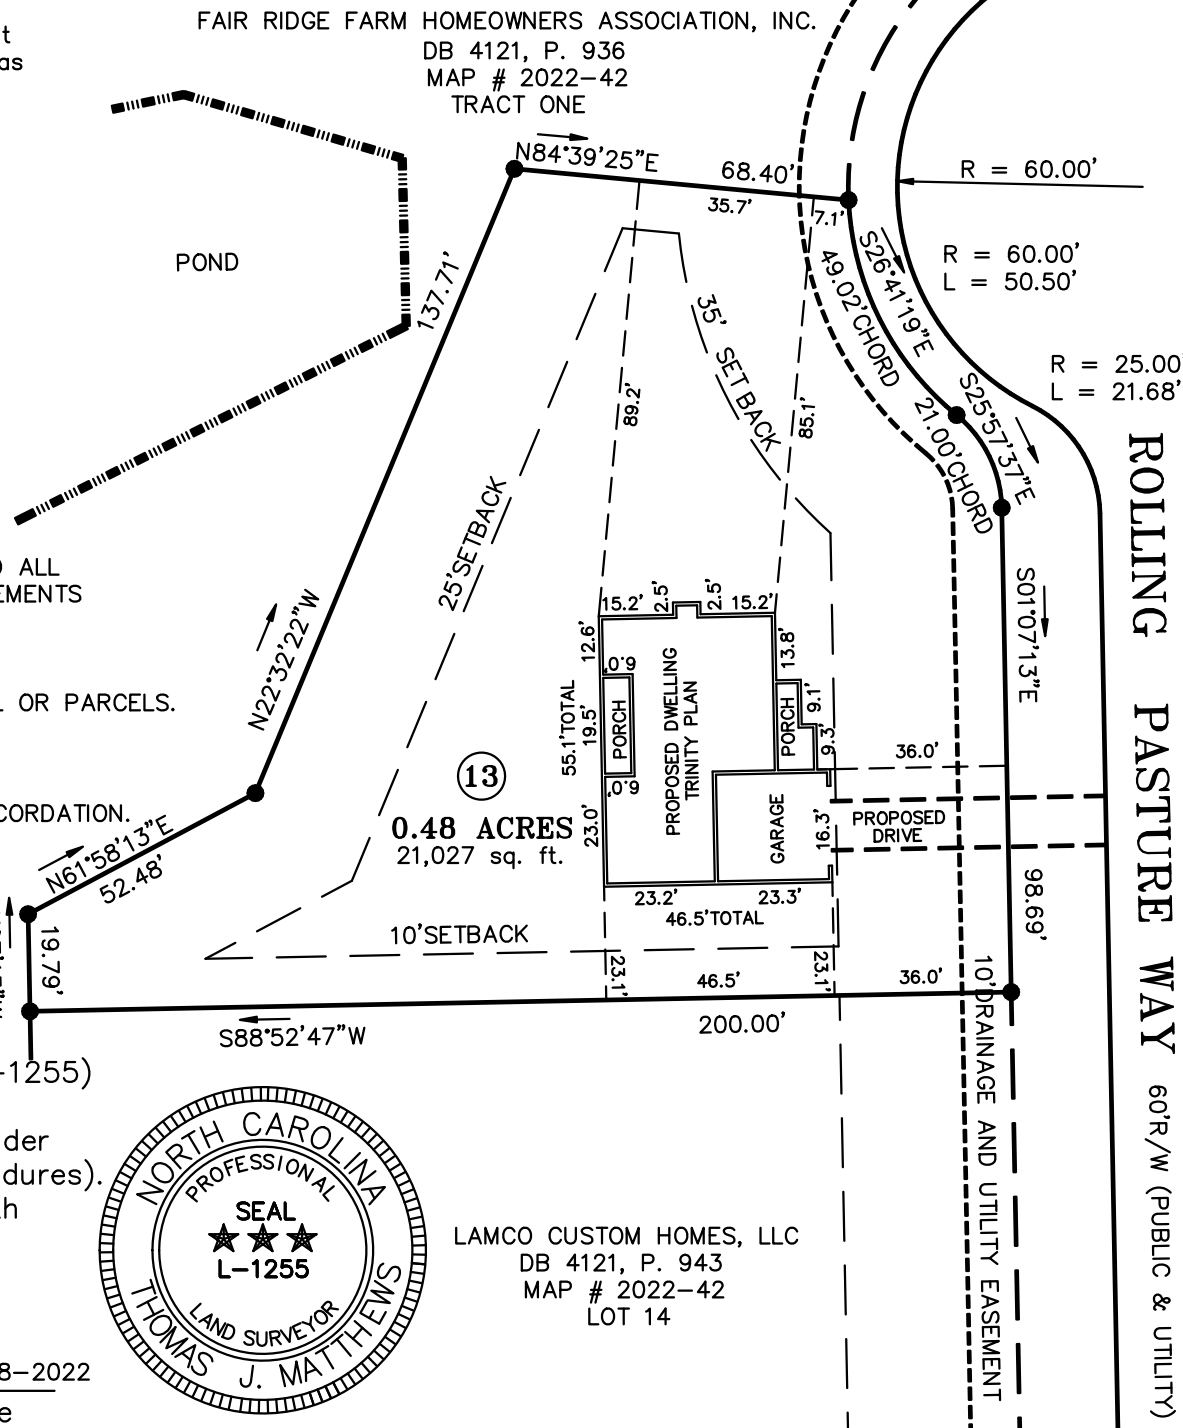 FAIR RIDGE FARM HOMEOWNERS ASSOCIATION, INC.
DB 4121, P. 936
MAP # 2022-42
TRACT ONE
N84°39'25"E
68.40'
35.7'
7.1'
R = 60.00'
R = 60.00'
L = 50.50'
R = 25.00
L = 21.68'
S26°41'19"E
49.02'CHORD
S25°57'37"E
21.00'CHORD
POND
137.71'
N22°32'22"W
35' SETBACK
25'SETBACK
89.2'
85.1'
ALL
EMENTS
OR PARCELS.
CORDATION.
S01°07'13"E
98.69'
ROLLING PASTURE WAY
60'R/W (PUBLIC & UTILITY)
15.2'
2.5'
2.5'
15.2'
12.6'
6.0'
13.8'
9.1'
9.3'
55.1'TOTAL
19.5'
PORCH
PROPOSED DWELLING
TRINITY PLAN
PORCH
6.0'
23.0'
GARAGE
16.3'
36.0'
PROPOSED
DRIVE
13
0.48 ACRES
21,027 sq. ft.
23.2'
23.3'
46.5'TOTAL
N61°58'13"E
52.48'
19.79'
10'SETBACK
23.1'
46.5'
23.1'
36.0'
S88°52'47"W
200.00'
10'DRAINAGE AND UTILITY EASEMENT
-1255)
der
dures).
NORTH CAROLINA
PROFESSIONAL
SEAL
L-1255
LAND SURVEYOR
THOMAS J. MATTHEWS
LAMCO CUSTOM HOMES, LLC
DB 4121, P. 943
MAP # 2022-42
LOT 14
8-2022